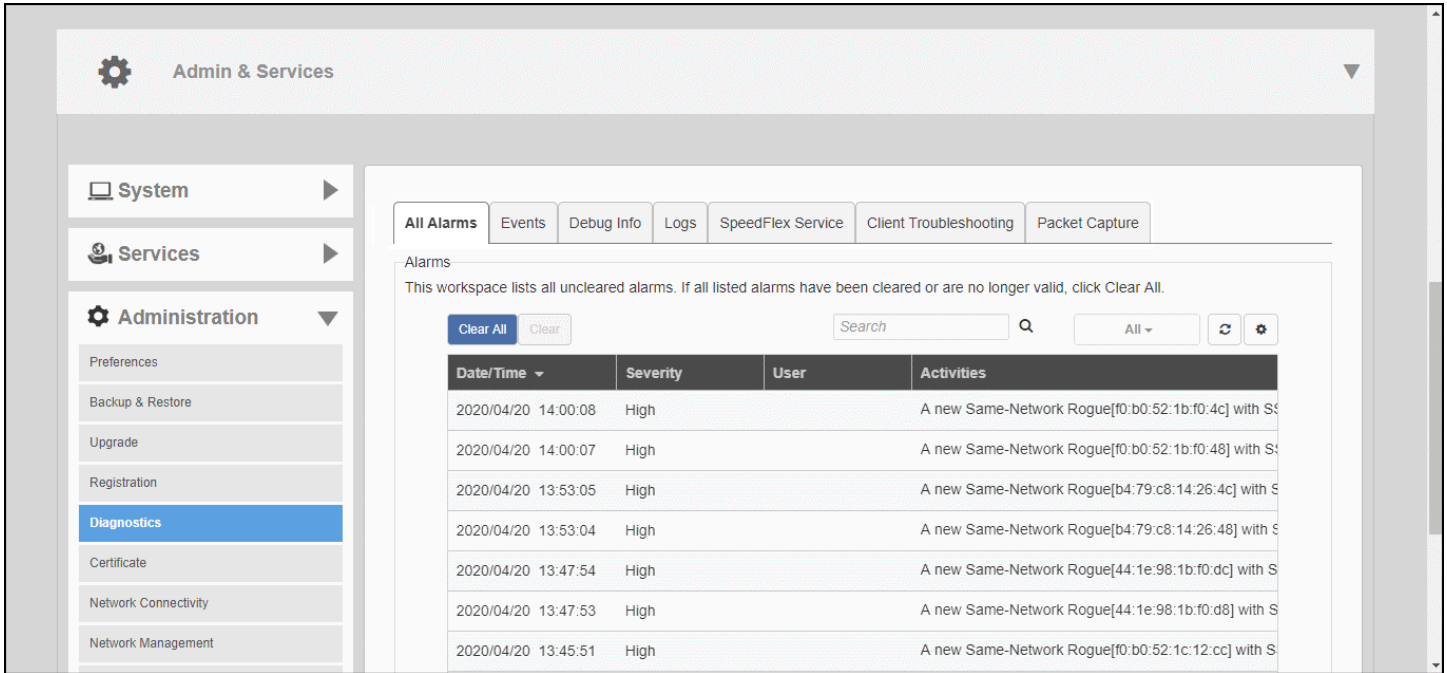 Admin & Services
System
Services
Administration
Preferences
Backup & Restore
Upgrade
Registration
Diagnostics
Certificate
Network Connectivity
Network Management
All Alarms Events Debug Info Logs SpeedFlex Service Client Troubleshooting Packet Capture
Alarms
This workspace lists all uncleared alarms. If all listed alarms have been cleared or are no longer valid, click Clear All.
Clear All Clear Search All
Date/Time Severity User Activities
2020/04/20 14:00:08 High A new Same-Network Rogue[f0:b0:52:1b:f0:4c] with SS
2020/04/20 14:00:07 High A new Same-Network Rogue[f0:b0:52:1b:f0:48] with S
2020/04/20 13:53:05 High A new Same-Network Rogue[b4:79:c8:14:26:4c] with S
2020/04/20 13:53:04 High A new Same-Network Rogue[b4:79:c8:14:26:48] with S
2020/04/20 13:47:54 High A new Same-Network Rogue[44:1e:98:1b:f0:dc] with S
2020/04/20 13:47:53 High A new Same-Network Rogue[44:1e:98:1b:f0:d8] with S
2020/04/20 13:45:51 High A new Same-Network Rogue[f0:b0:52:1c:12:cc] with S